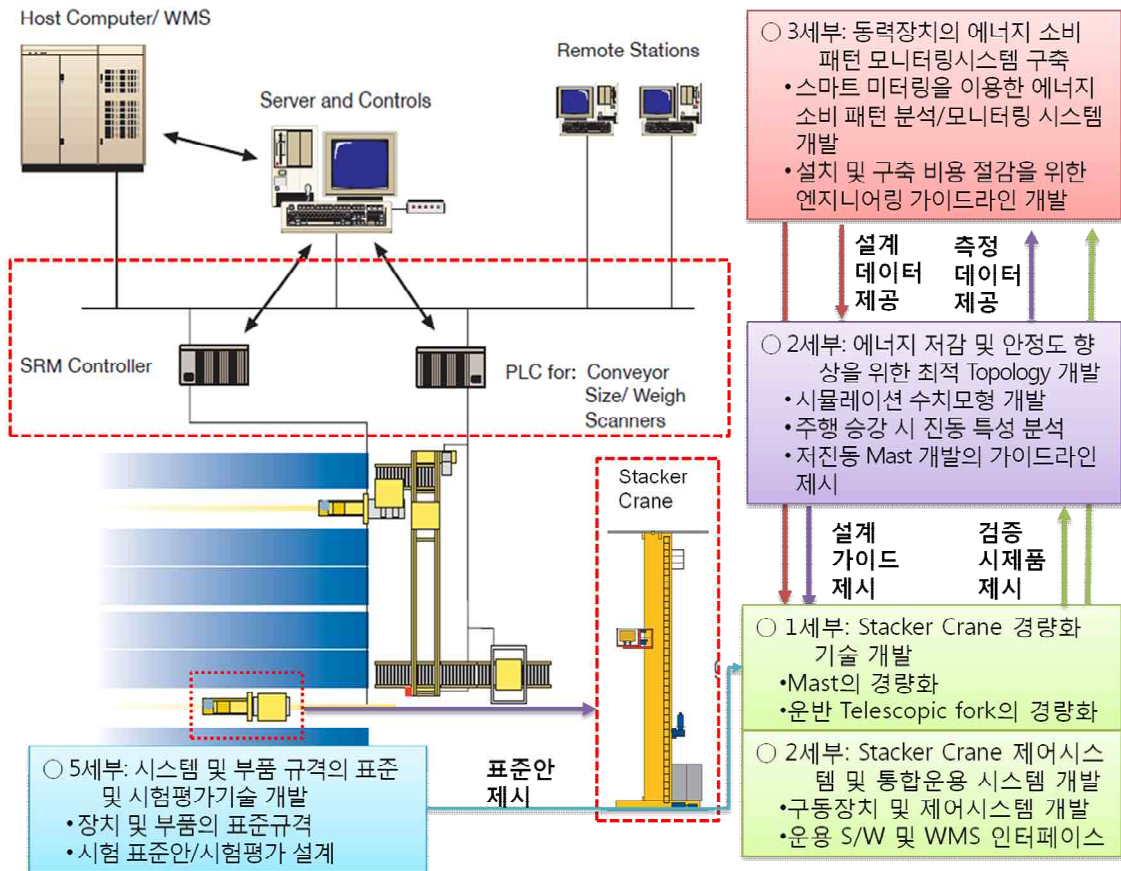 Host Computer/ WMS
Server and Controls
Remote Stations
SRM Controller
PLC for: Conveyor
Size/ Weigh
Scanners
Stacker
Crane
○ 3세부: 동력장치의 에너지 소비
패턴 모니터링시스템 구축
•스마트 미터링을 이용한 에너지
소비 패턴 분석/모니터링 시스템
개발
•설치 및 구축 비용 절감을 위한
엔지니어링 가이드라인 개발
설계
데이터
제공
측정
데이터
제공
○ 2세부: 에너지 저감 및 안정도 향
상을 위한 최적 Topology 개발
•시뮬레이션 수치모형 개발
•주행 승강 시 진동 특성 분석
•저진동 Mast 개발의 가이드라인
제시
설계
가이드
제시
검증
시제품
제시
○ 1세부: Stacker Crane 경량화
기술 개발
•Mast의 경량화
•운반 Telescopic fork의 경량화
○ 2세부: Stacker Crane 제어시스
템 및 통합운용 시스템 개발
•구동장치 및 제어시스템 개발
•운용 S/W 및 WMS 인터페이스
○ 5세부: 시스템 및 부품 규격의 표준
및 시험평가기술 개발
•장치 및 부품의 표준규격
•시험 표준안/시험평가 설계
표준안
제시